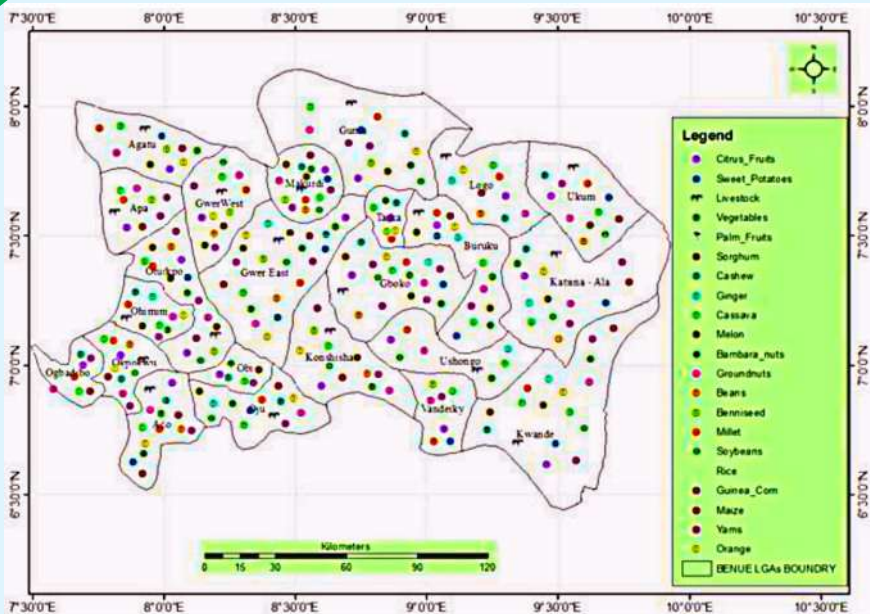 7°30'0"E 8°0'0"E 8°30'0"E 9°0'0"E 9°30'0"E 10°0'0"E 10°30'0"E
8°0'0"N
7°30'0"N
7°0'0"N
6°30'0"N
8°0'0"N
7°30'0"N
7°0'0"N
6°30'0"N
N
Agatu
Guma
Makurdi
Logo
Ukum
Apa
GwerWest
Tarka
Buruku
Oturkpo
Gwer East
Gboko
Katsina - Ala
Ohimini
Konshisha
Ushongo
Ogbadibo
Okpokwu
Obi
Oju
Vandeiky
Ado
Kwande
Legend
Citrus_Fruits
Sweet_Potatoes
Livestock
Vegetables
Palm_Fruits
Sorghum
Cashew
Ginger
Cassava
Melon
Bambara_nuts
Groundnuts
Beans
Benniseed
Millet
Soybeans
Rice
Guinea_Corn
Maize
Yams
Orange
BENUE LGAs BOUNDRY
Kilometers
0 15 30 60 90 120
7°30'0"E 8°0'0"E 8°30'0"E 9°0'0"E 9°30'0"E 10°0'0"E 10°30'0"E